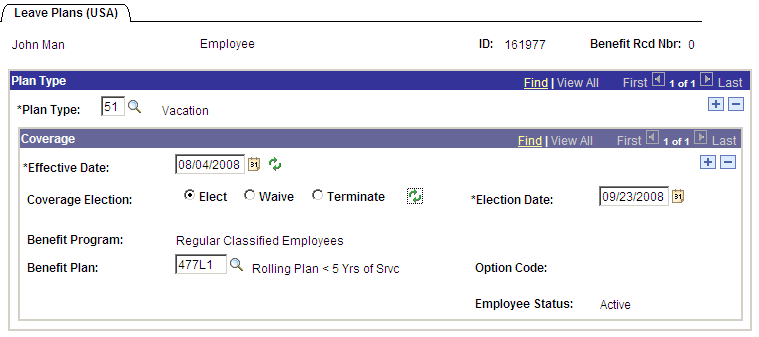 Leave Plans (USA)
John Man Employee ID: 161977 Benefit Rcd Nbr: 0
Plan Type Find | View All First 1 of 1 Last
*Plan Type: 51 Vacation
Coverage Find | View All First 1 of 1 Last
*Effective Date: 08/04/2008 31
Coverage Election: Elect Waive Terminate *Election Date: 09/23/2008 31
Benefit Program: Regular Classified Employees
Benefit Plan: 477L1 Rolling Plan < 5 Yrs of Srvc Option Code:
Employee Status: Active